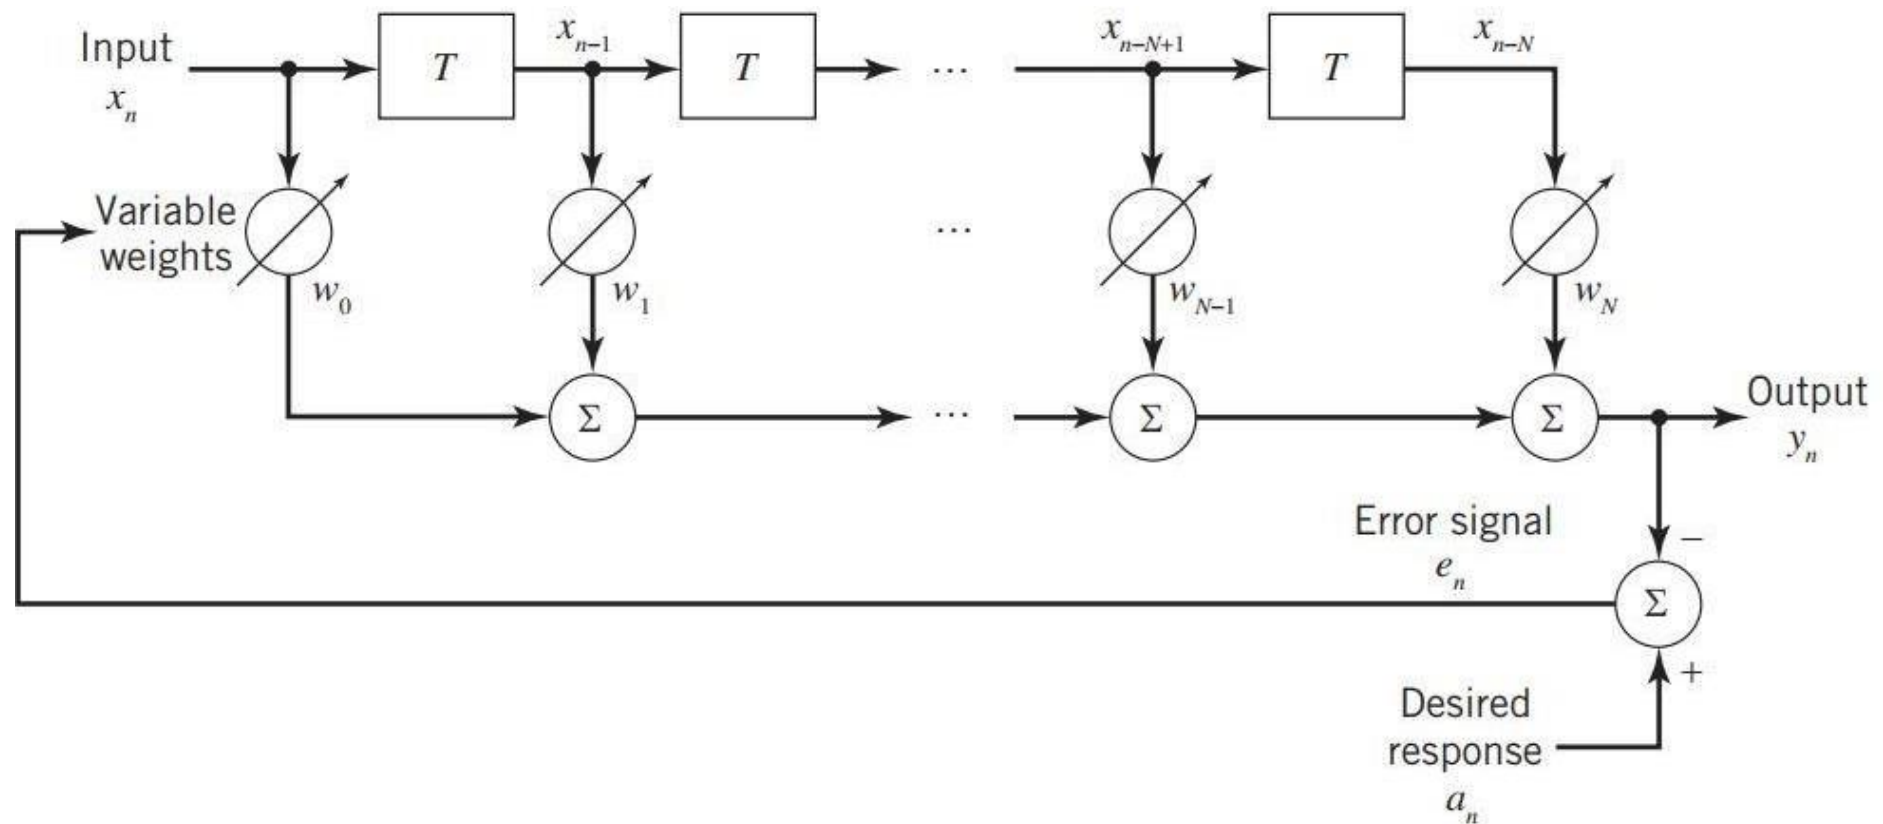 Input
x_n
T
x_{n-1}
T
...
x_{n-N+1}
T
x_{n-N}
Variable
weights
w_0
w_1
...
w_{N-1}
w_N
Σ
...
Σ
Σ
Output
y_n
Error signal
e_n
−
Σ
+
Desired
response
a_n